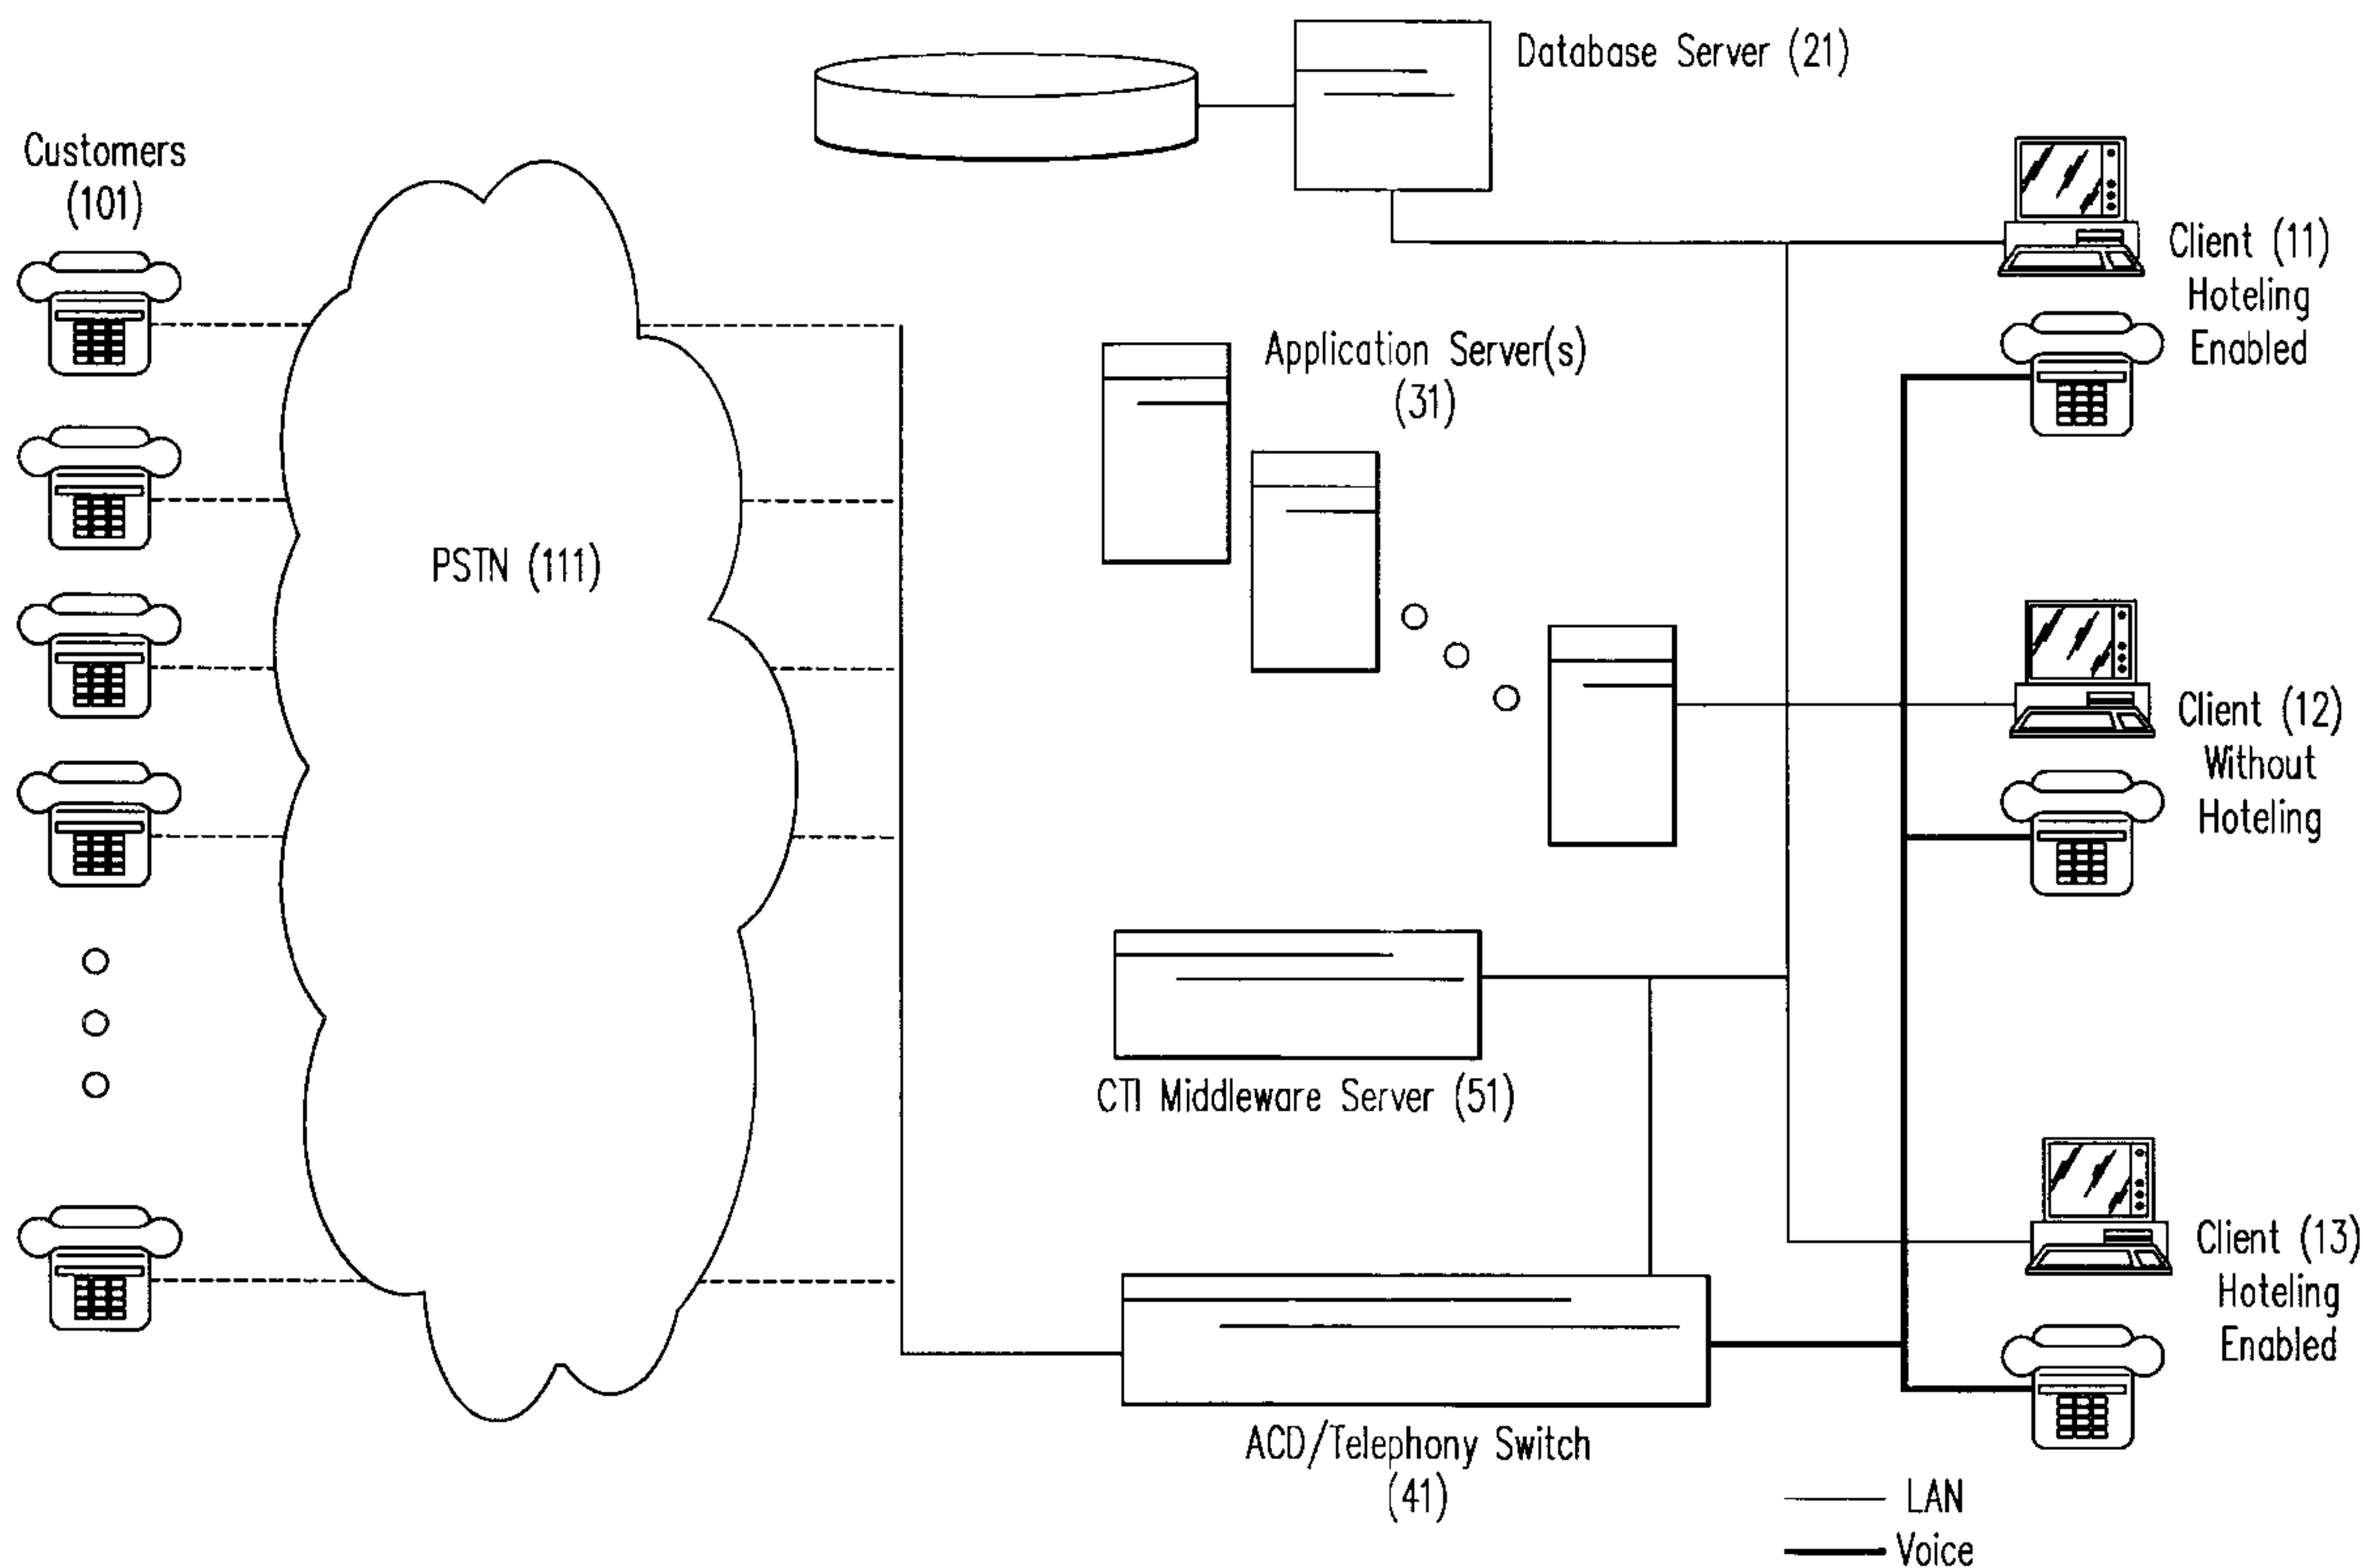 Database Server (21)
Customers
(101)
Client (11)
Hoteling
Enabled
Application Server(s)
(31)
PSTN (111)
Client (12)
Without
Hoteling
CTI Middleware Server (51)
Client (13)
Hoteling
Enabled
ACD/Telephony Switch
(41)
LAN
Voice